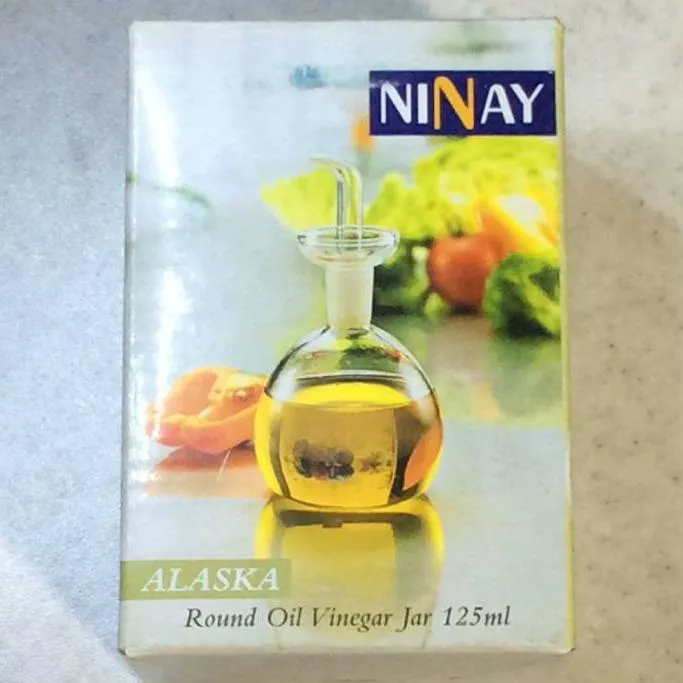 NINAY
ALASKA
Round Oil Vinegar Jar 125ml